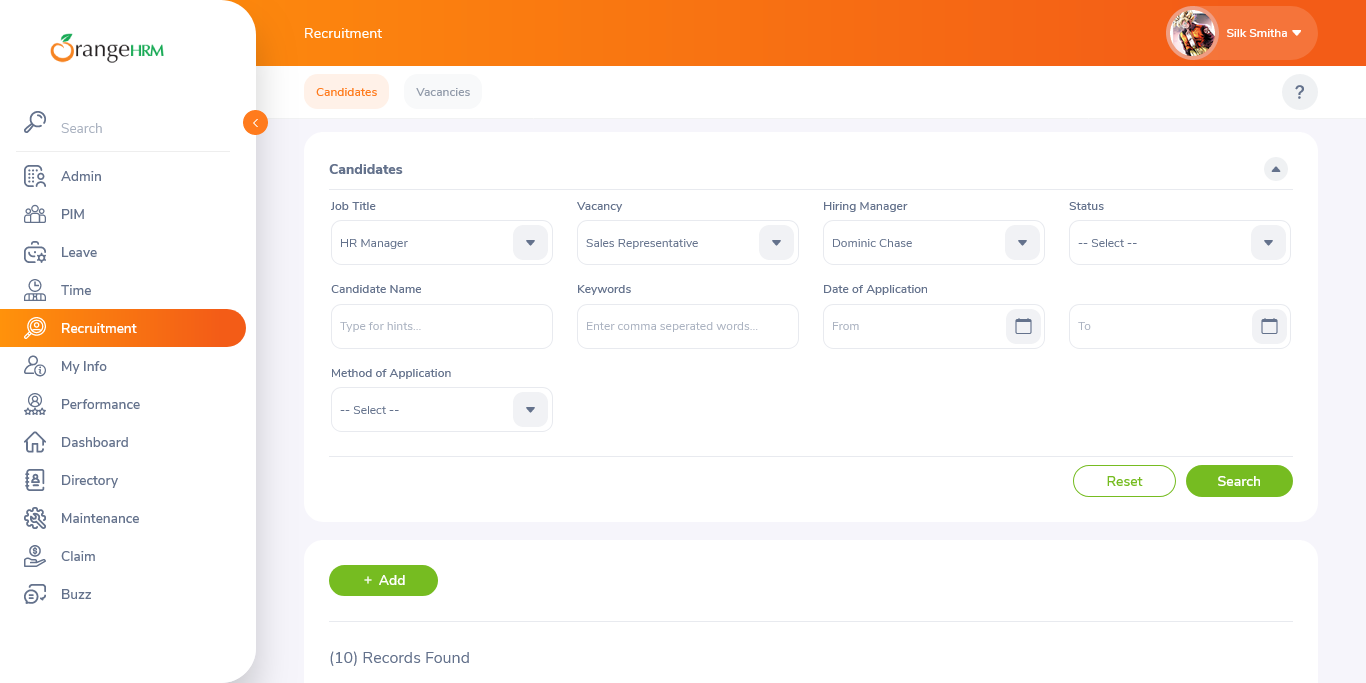 OrangeHRM
Recruitment
Silk Smitha
Candidates
Vacancies
?
Search
Admin
PIM
Leave
Time
Recruitment
My Info
Performance
Dashboard
Directory
Maintenance
Claim
Buzz
Candidates
Job Title
Vacancy
Hiring Manager
Status
HR Manager
Sales Representative
Dominic Chase
-- Select --
Candidate Name
Keywords
Date of Application
Type for hints...
Enter comma seperated words...
From
To
Method of Application
-- Select --
Reset
Search
+ Add
(10) Records Found